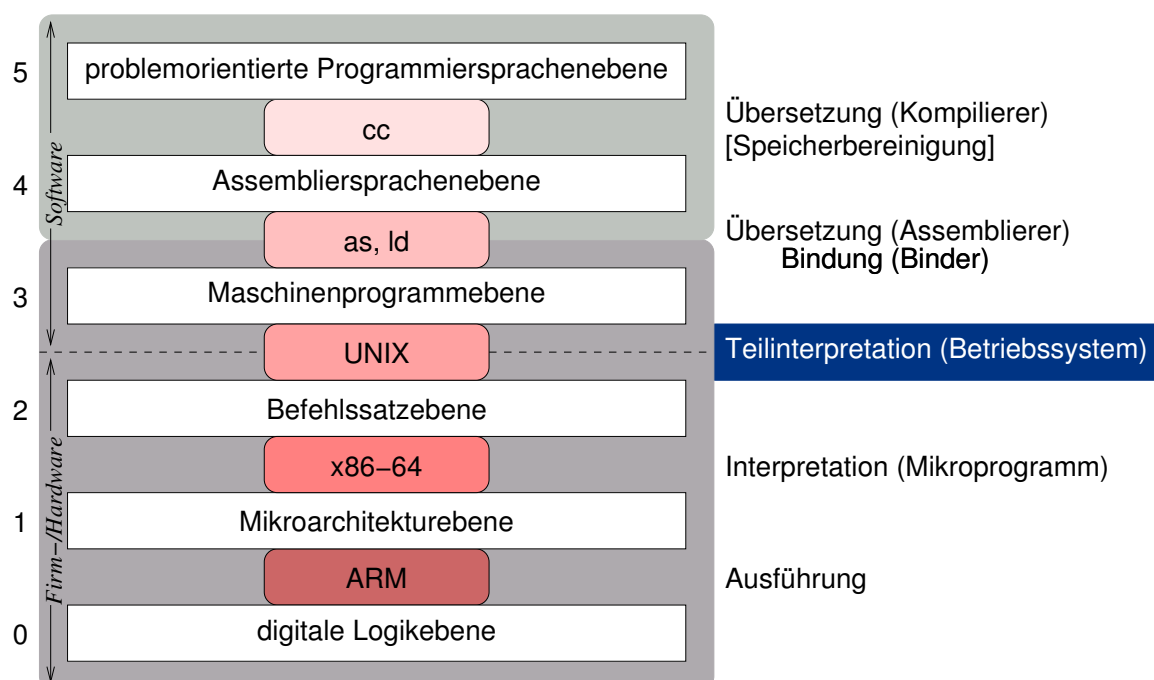 5
problemorientierte Programmiersprachenebene
cc
Übersetzung (Kompilierer)
[Speicherbereinigung]
Software
4
Assembliersprachenebene
as, ld
Übersetzung (Assemblierer)
Bindung (Binder)
3
Maschinenprogrammebene
UNIX
Teilinterpretation (Betriebssystem)
2
Befehlssatzebene
x86−64
Interpretation (Mikroprogramm)
Firm−/Hardware
1
Mikroarchitekturebene
ARM
Ausführung
0
digitale Logikebene